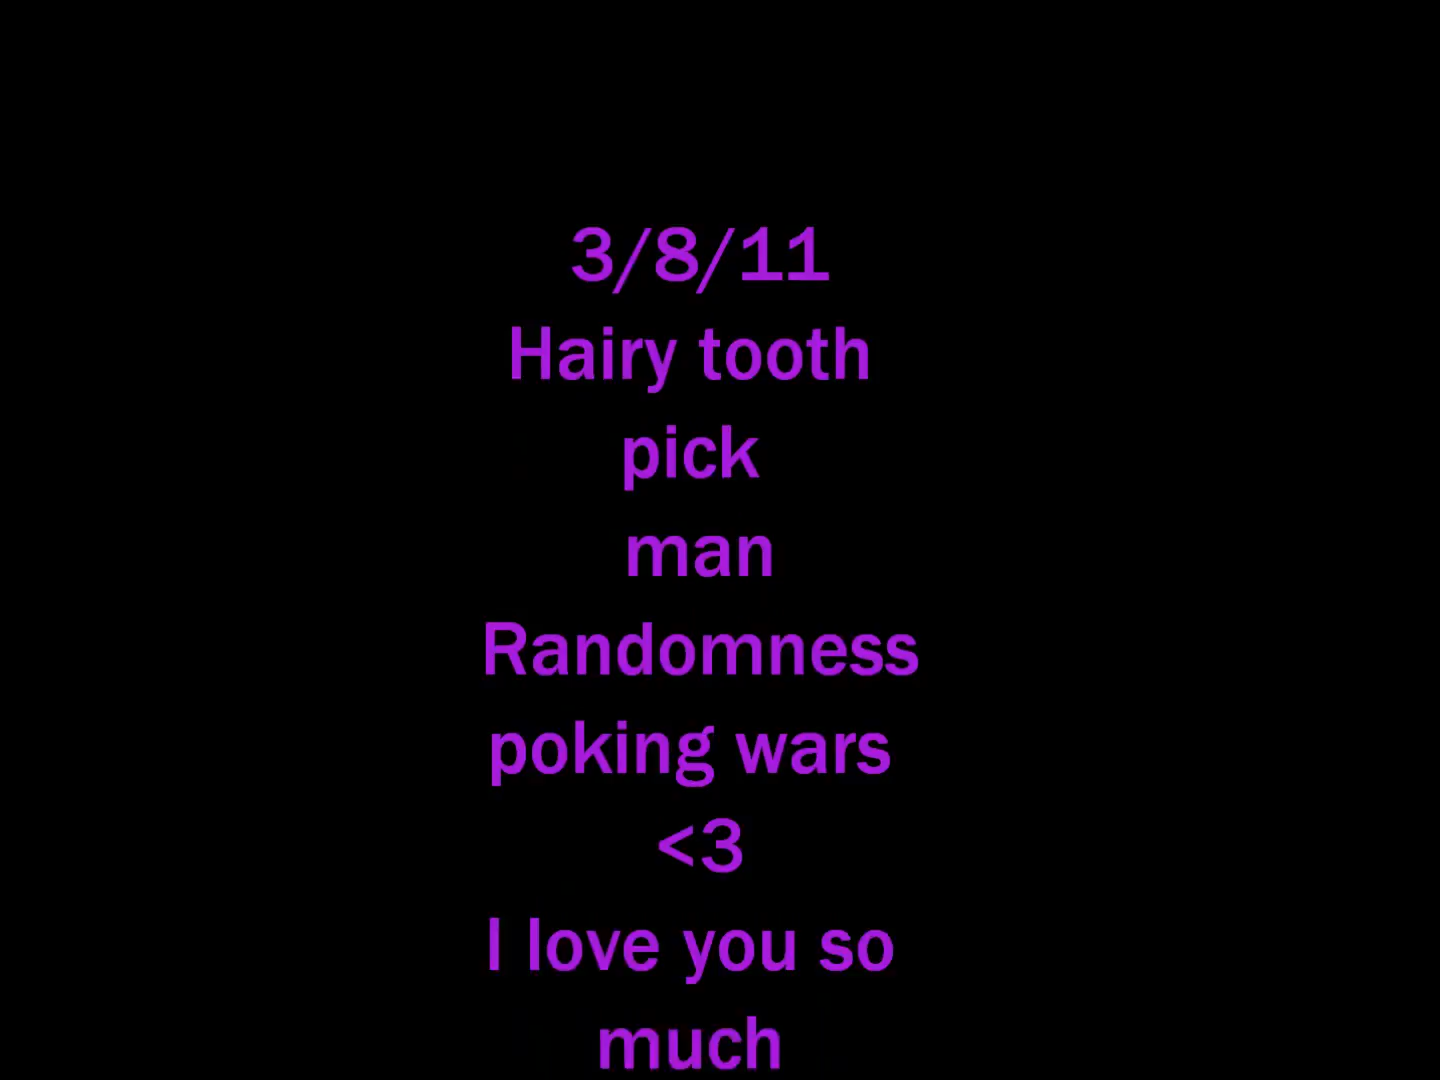 3/8/11
Hairy tooth
pick
man
Randomness
poking wars
<3
I love you so
much